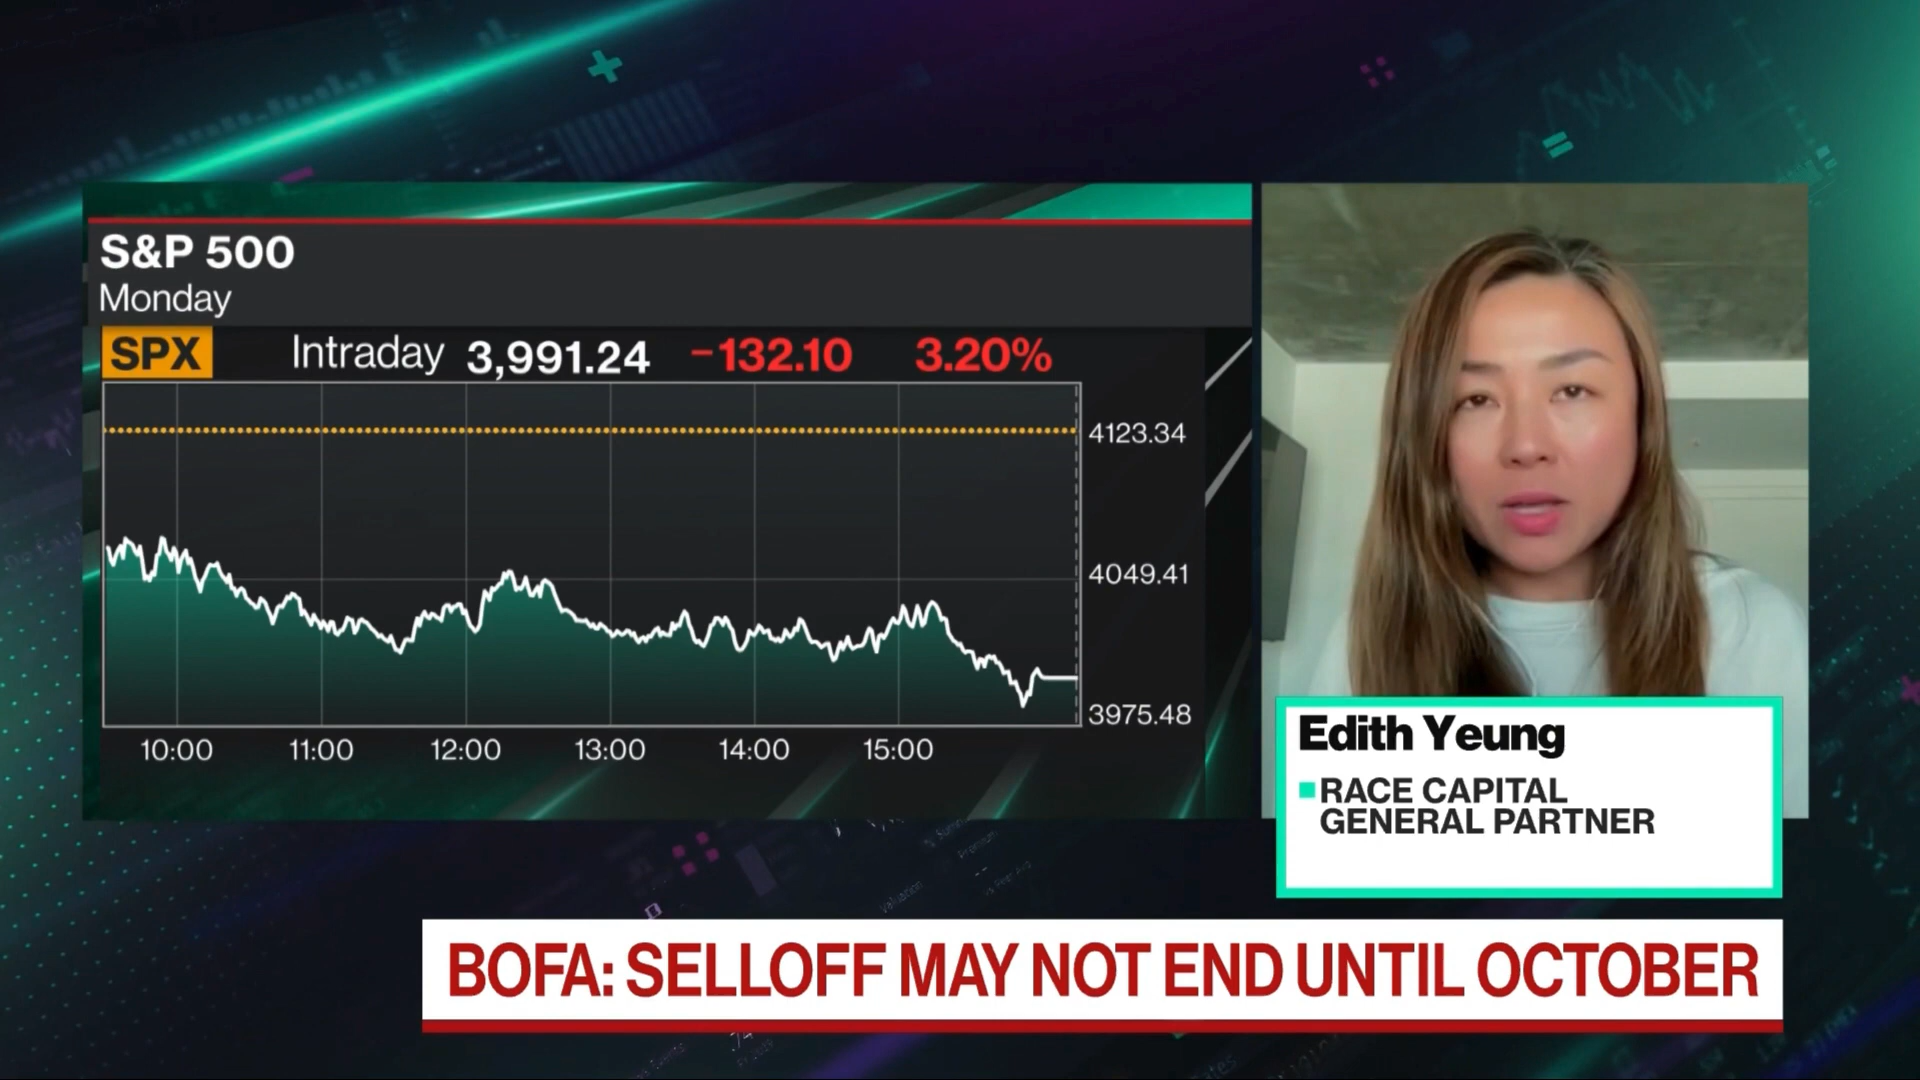 S&P 500
Monday
SPX Intraday 3,991.24 −132.10 3.20%
4123.34
4049.41
3975.48
10:00 11:00 12:00 13:00 14:00 15:00
Edith Yeung
RACE CAPITAL
GENERAL PARTNER
BOFA: SELLOFF MAY NOT END UNTIL OCTOBER
Valuation
Premium